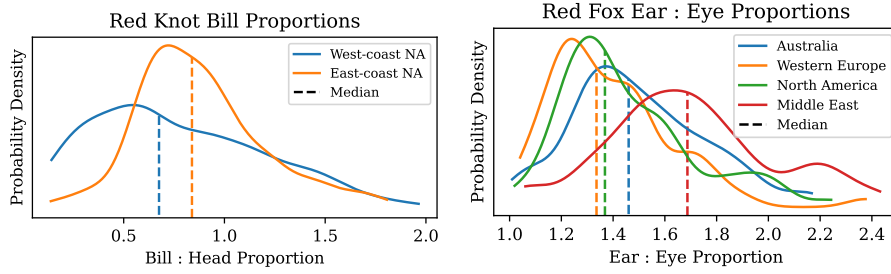 Red Knot Bill Proportions
Probability Density
West-coast NA
East-coast NA
Median
0.5 1.0 1.5 2.0
Bill : Head Proportion
Red Fox Ear : Eye Proportions
Probability Density
Australia
Western Europe
North America
Middle East
Median
1.0 1.2 1.4 1.6 1.8 2.0 2.2 2.4
Ear : Eye Proportion